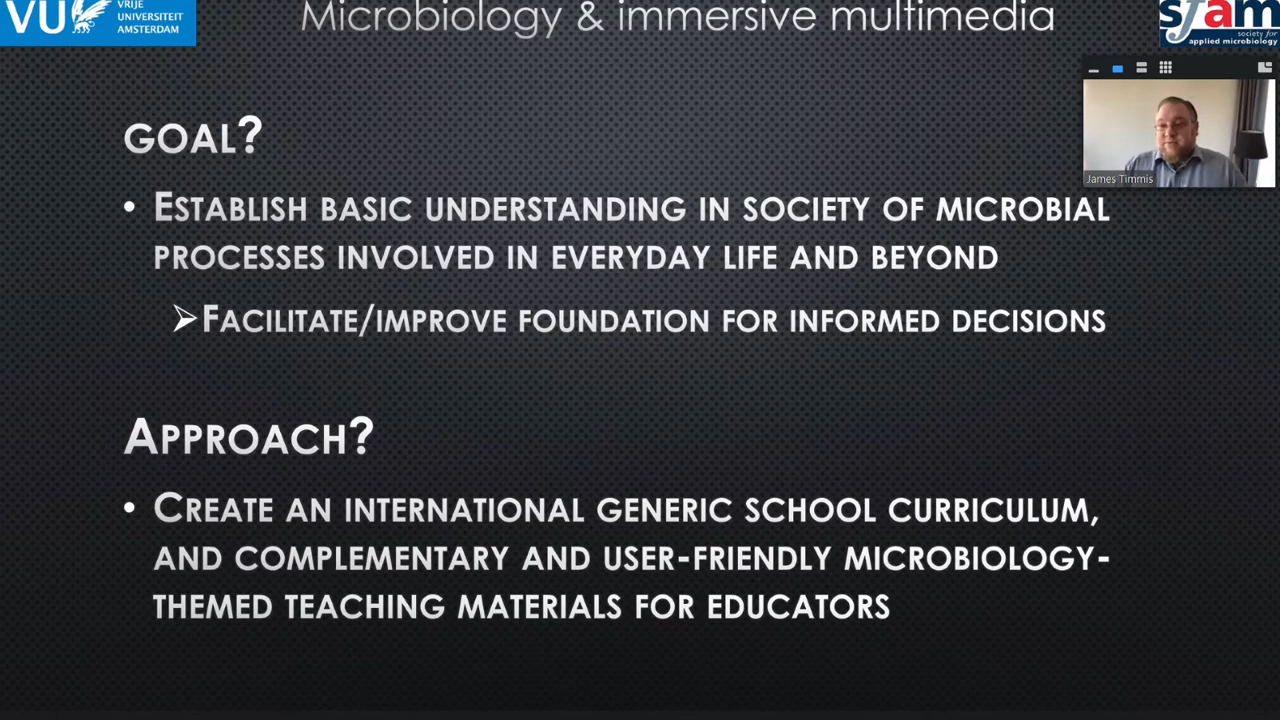 VU
VRIJE
UNIVERSITEIT
AMSTERDAM
Microbiology & immersive multimedia
sfam
society for
applied microbiology
James Timmis
GOAL?
• ESTABLISH BASIC UNDERSTANDING IN SOCIETY OF MICROBIAL
PROCESSES INVOLVED IN EVERYDAY LIFE AND BEYOND
➢FACILITATE/IMPROVE FOUNDATION FOR INFORMED DECISIONS
APPROACH?
• CREATE AN INTERNATIONAL GENERIC SCHOOL CURRICULUM,
AND COMPLEMENTARY AND USER-FRIENDLY MICROBIOLOGY-
THEMED TEACHING MATERIALS FOR EDUCATORS